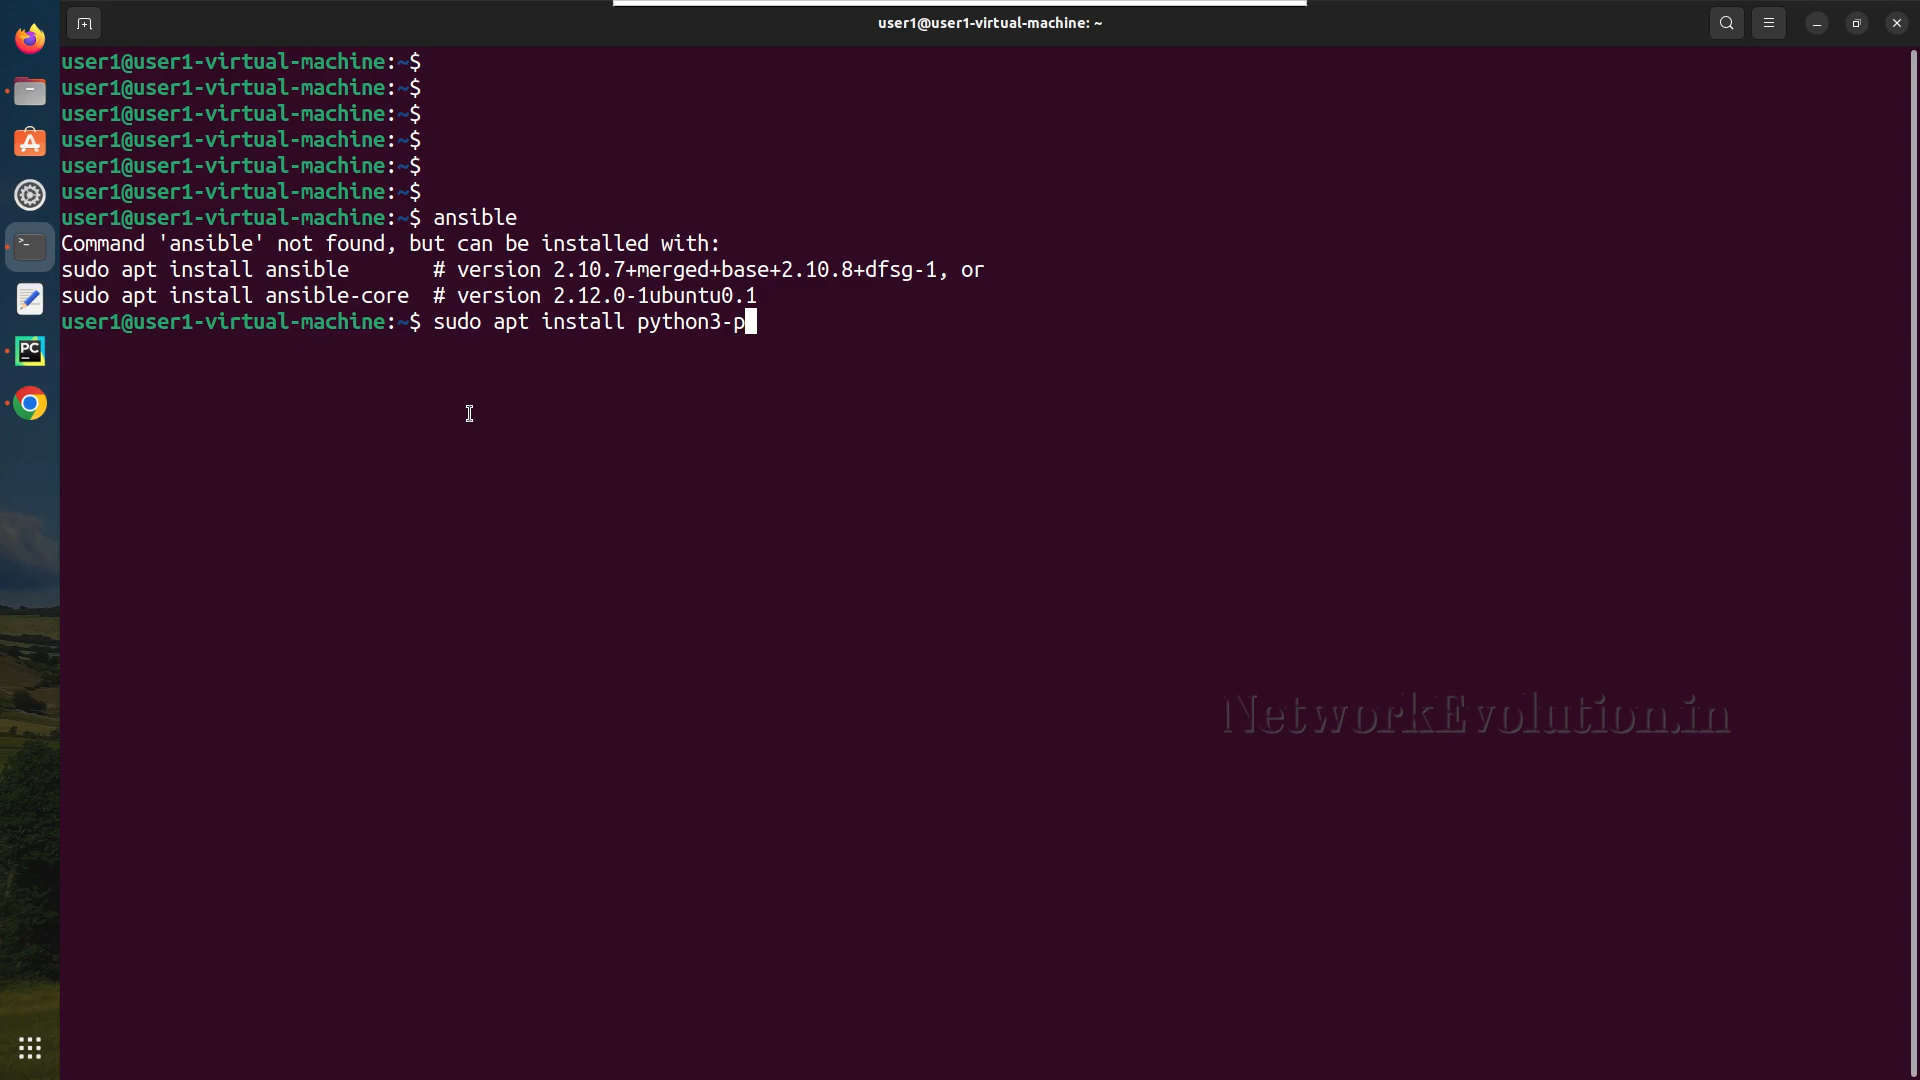 user1@user1-virtual-machine: ~
user1@user1-virtual-machine:~$
user1@user1-virtual-machine:~$
user1@user1-virtual-machine:~$
user1@user1-virtual-machine:~$
user1@user1-virtual-machine:~$
user1@user1-virtual-machine:~$
user1@user1-virtual-machine:~$ ansible
Command 'ansible' not found, but can be installed with:
sudo apt install ansible       # version 2.10.7+merged+base+2.10.8+dfsg-1, or
sudo apt install ansible-core  # version 2.12.0-1ubuntu0.1
user1@user1-virtual-machine:~$ sudo apt install python3-p
PC
NetworkEvolution.in